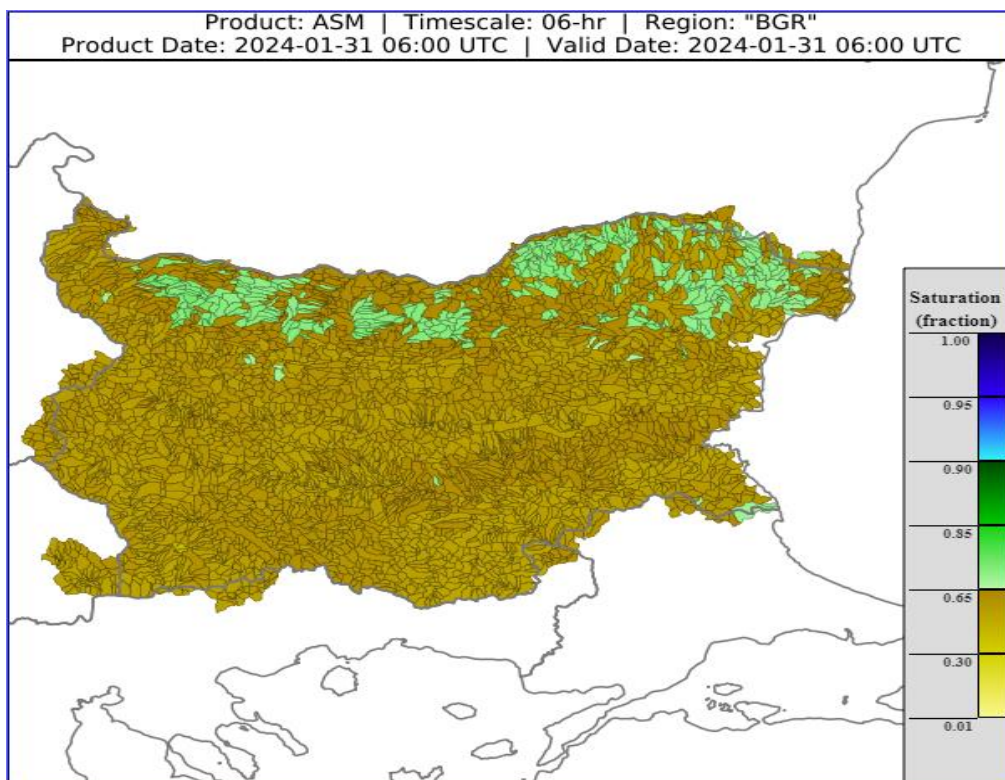 Product: ASM | Timescale: 06-hr | Region: "BGR"
Product Date: 2024-01-31 06:00 UTC | Valid Date: 2024-01-31 06:00 UTC
Saturation
(fraction)
1.00
0.95
0.90
0.85
0.65
0.30
0.01